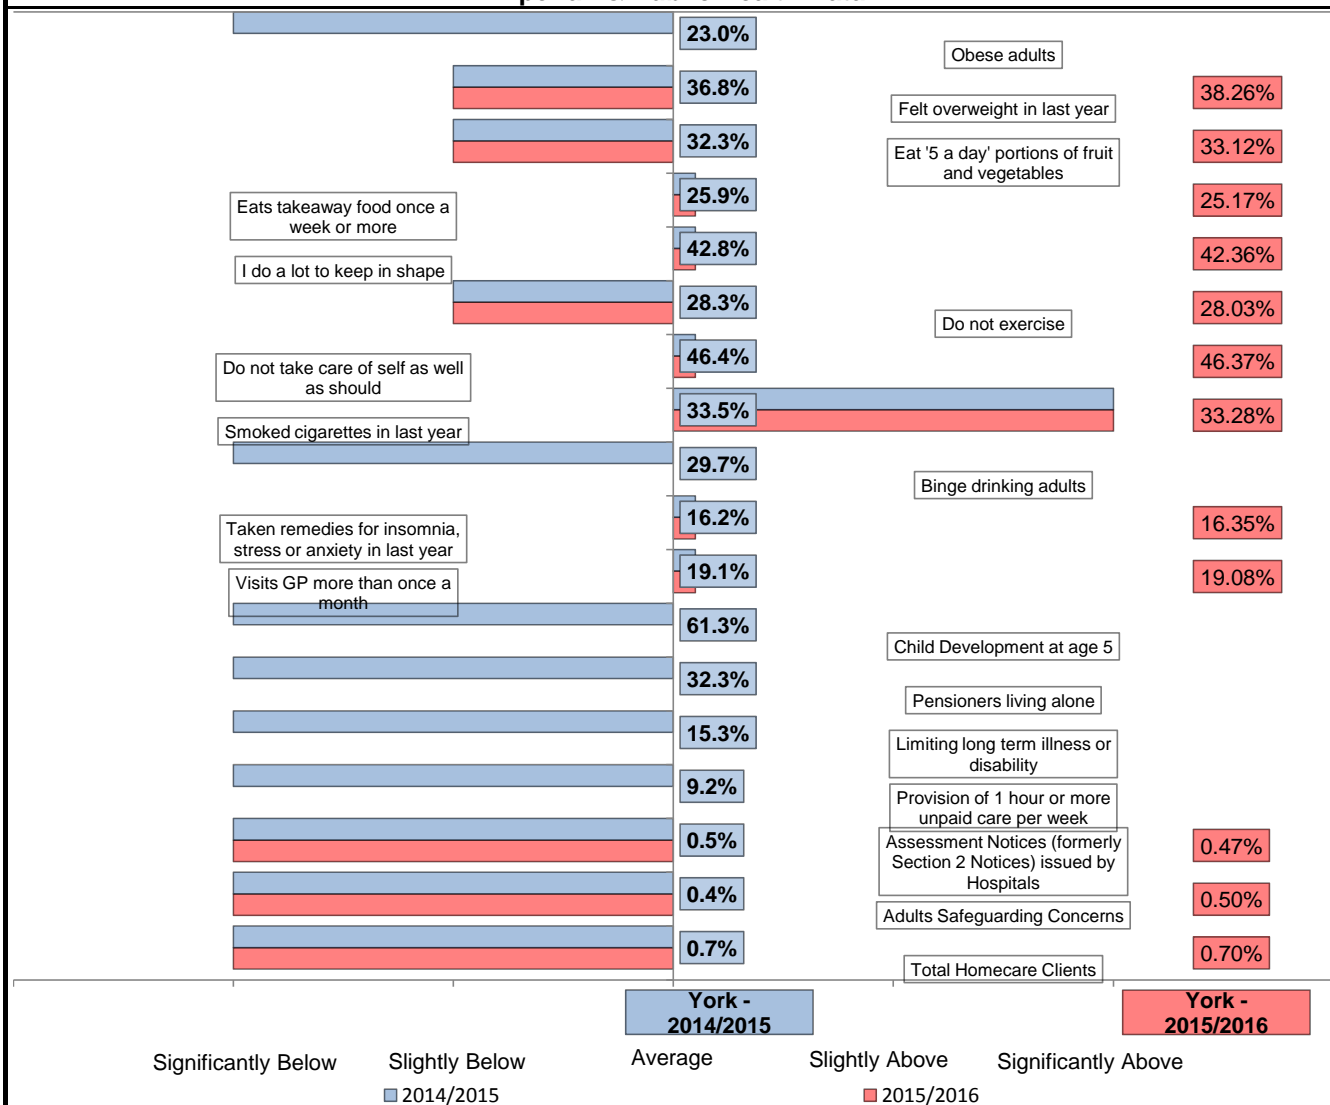 23.0%
Obese adults
36.8%
38.26%
Felt overweight in last year
32.3%
33.12%
Eat '5 a day' portions of fruit
and vegetables
25.9%
25.17%
Eats takeaway food once a
week or more
42.8%
42.36%
I do a lot to keep in shape
28.3%
28.03%
Do not exercise
46.4%
46.37%
Do not take care of self as well
as should
33.5%
33.28%
Smoked cigarettes in last year
29.7%
Binge drinking adults
16.2%
16.35%
Taken remedies for insomnia,
stress or anxiety in last year
19.1%
19.08%
Visits GP more than once a
month
61.3%
Child Development at age 5
32.3%
Pensioners living alone
15.3%
Limiting long term illness or
disability
9.2%
Provision of 1 hour or more
unpaid care per week
0.5%
0.47%
Assessment Notices (formerly
Section 2 Notices) issued by
Hospitals
0.4%
0.50%
Adults Safeguarding Concerns
0.7%
0.70%
Total Homecare Clients
York -
2014/2015
York -
2015/2016
Significantly Below
Slightly Below
Average
Slightly Above
Significantly Above
2014/2015
2015/2016